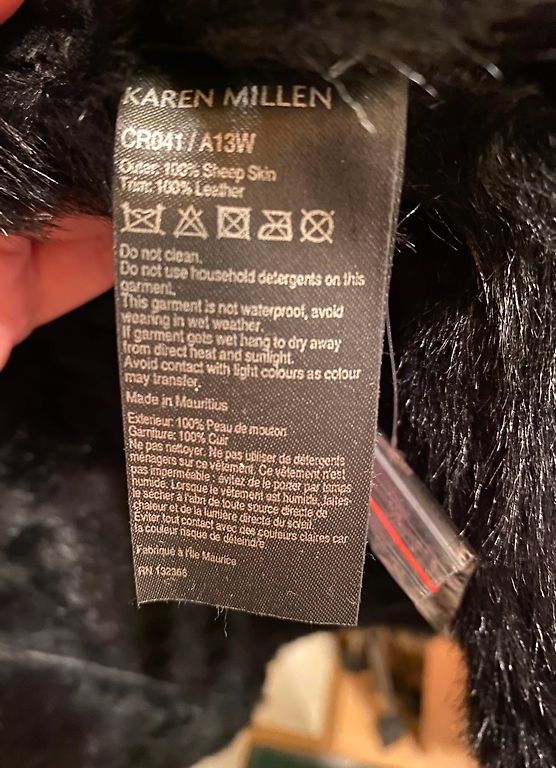 KAREN MILLEN
CR041 / A13W
Outer: 100% Sheep Skin
Trim: 100% Leather
Do not clean.
Do not use household detergents on this
garment.
This garment is not waterproof, avoid
wearing in wet weather.
If garment gets wet hang to dry away
from direct heat and sunlight.
Avoid contact with light colours as colour
may transfer.
Made in Mauritius
Exterieur: 100% Peau de mouton
Garniture: 100% Cuir
Ne pas nettoyer. Ne pas utiliser de détergents
ménagers sur ce vêtement. Ce vêtement n'est
pas imperméable : évitez de le porter par temps
humide. Lorsque le vêtement est humide, faites
le sécher à l'abri de toute source directe de
chaleur et de la lumière directe du soleil.
Eviter tout contact avec des couleurs claires car
la couleur risque de déteindre.
Fabriqué à l'Ile Maurice
RN 132366